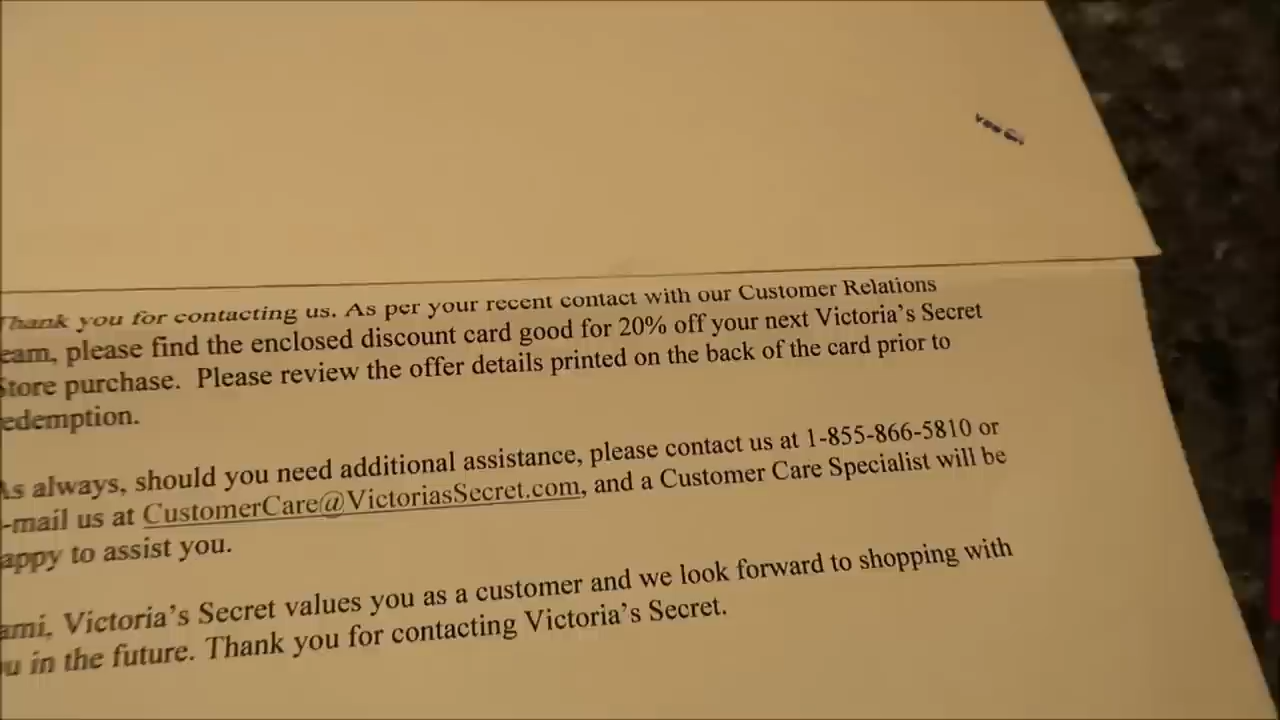 Thank you for contacting us. As per your recent contact with our Customer Relations
eam, please find the enclosed discount card good for 20% off your next Victoria's Secret
Store purchase. Please review the offer details printed on the back of the card prior to
edemption.
As always, should you need additional assistance, please contact us at 1-855-866-5810 or
-mail us at CustomerCare@VictoriasSecret.com, and a Customer Care Specialist will be
appy to assist you.
ami, Victoria's Secret values you as a customer and we look forward to shopping with
u in the future. Thank you for contacting Victoria's Secret.